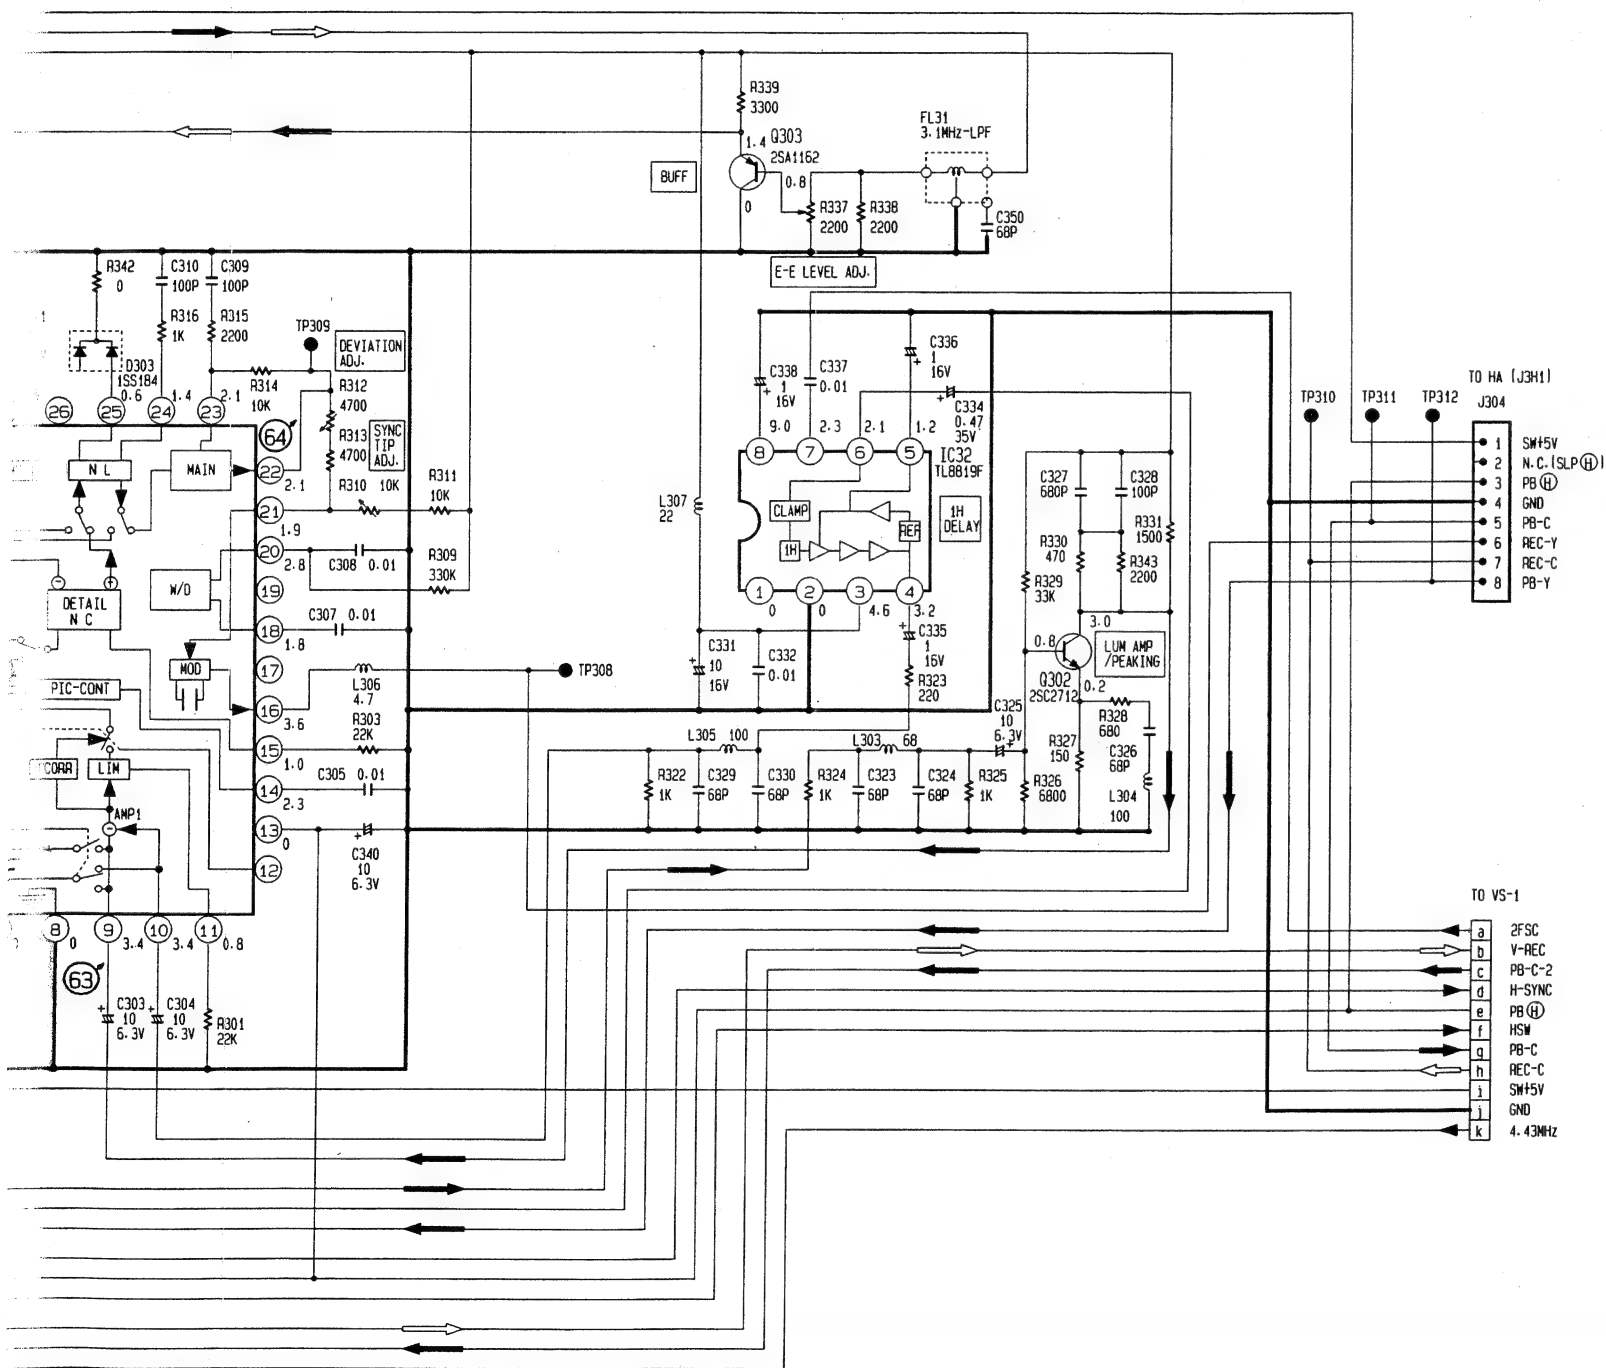 R339
3300
1.4
Q303
2SA1162
BUFF
0.8
0
R337
2200
R338
2200
FL31
3.1MHz-LPF
C350
68P
E-E LEVEL ADJ.
R342
0
C310
100P
C309
100P
R316
1K
R315
2200
TP309
DEVIATION
ADJ.
D303
1SS184
0.6
1.4
2.1
R314
10K
R312
4700
R313
4700
SYNC
TIP
ADJ.
26
25
24
23
64
N L
MAIN
22
2.1
R310
10K
R311
10K
21
1.9
20
2.8
C308
0.01
R309
330K
W/D
19
DETAIL
N C
18
1.8
C307
0.01
MOD
17
L306
4.7
TP308
PIC-CONT
16
3.6
R303
22K
15
1.0
CORR
LIM
C305
0.01
14
2.3
AMP1
13
0
C340
10
6.3V
12
8
0
9
3.4
10
3.4
11
0.8
63
C303
10
6.3V
C304
10
6.3V
R301
22K
C338
1
16V
C337
0.01
C336
1
16V
C334
0.47
35V
9.0
2.3
2.1
1.2
8
7
6
5
IC32
TL8819F
L307
22
CLAMP
REF
1H
1H
DELAY
1
2
3
4
0
0
4.6
3.2
C331
10
16V
C332
0.01
C335
1
16V
R323
220
L305
100
L303
68
C325
10
6.3V
R322
1K
C329
68P
C330
68P
R324
1K
C323
68P
C324
68P
R325
1K
R326
6800
C327
680P
C328
100P
R331
1500
R330
470
R343
2200
R329
33K
3.0
0.8
LUM AMP
/PEAKING
Q302
2SC2712
0.2
R328
680
R327
150
C326
68P
L304
100
TO HA (J3H1)
J304
TP310
TP311
TP312
1 SW+5V
2 N.C.(SLP(H))
3 PB(H)
4 GND
5 PB-C
6 REC-Y
7 REC-C
8 PB-Y
TO VS-1
a 2FSC
b V-REC
c PB-C-2
d H-SYNC
e PB(H)
f HSW
g PB-C
h REC-C
i SW+5V
j GND
k 4.43MHz